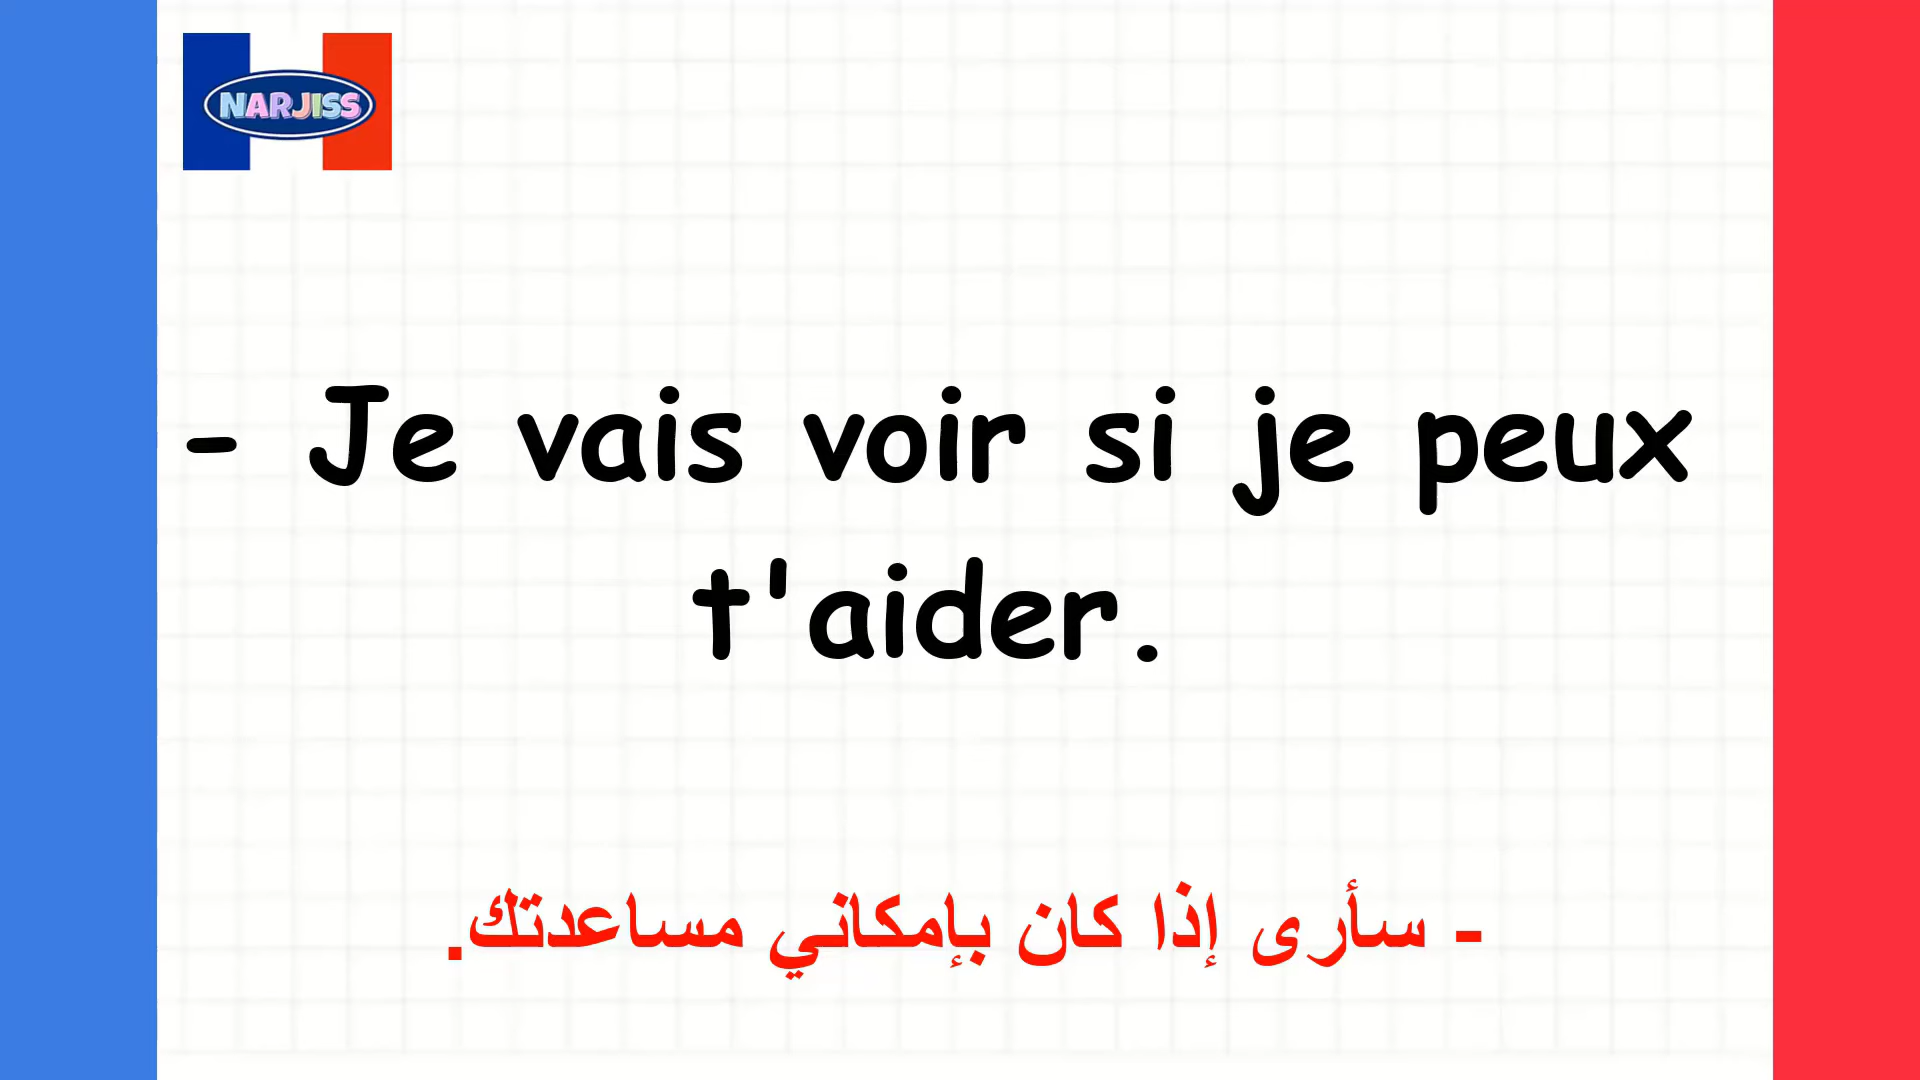 NARJISS
- Je vais voir si je peux
t'aider.
- سأرى إذا كان بإمكاني مساعدتك.